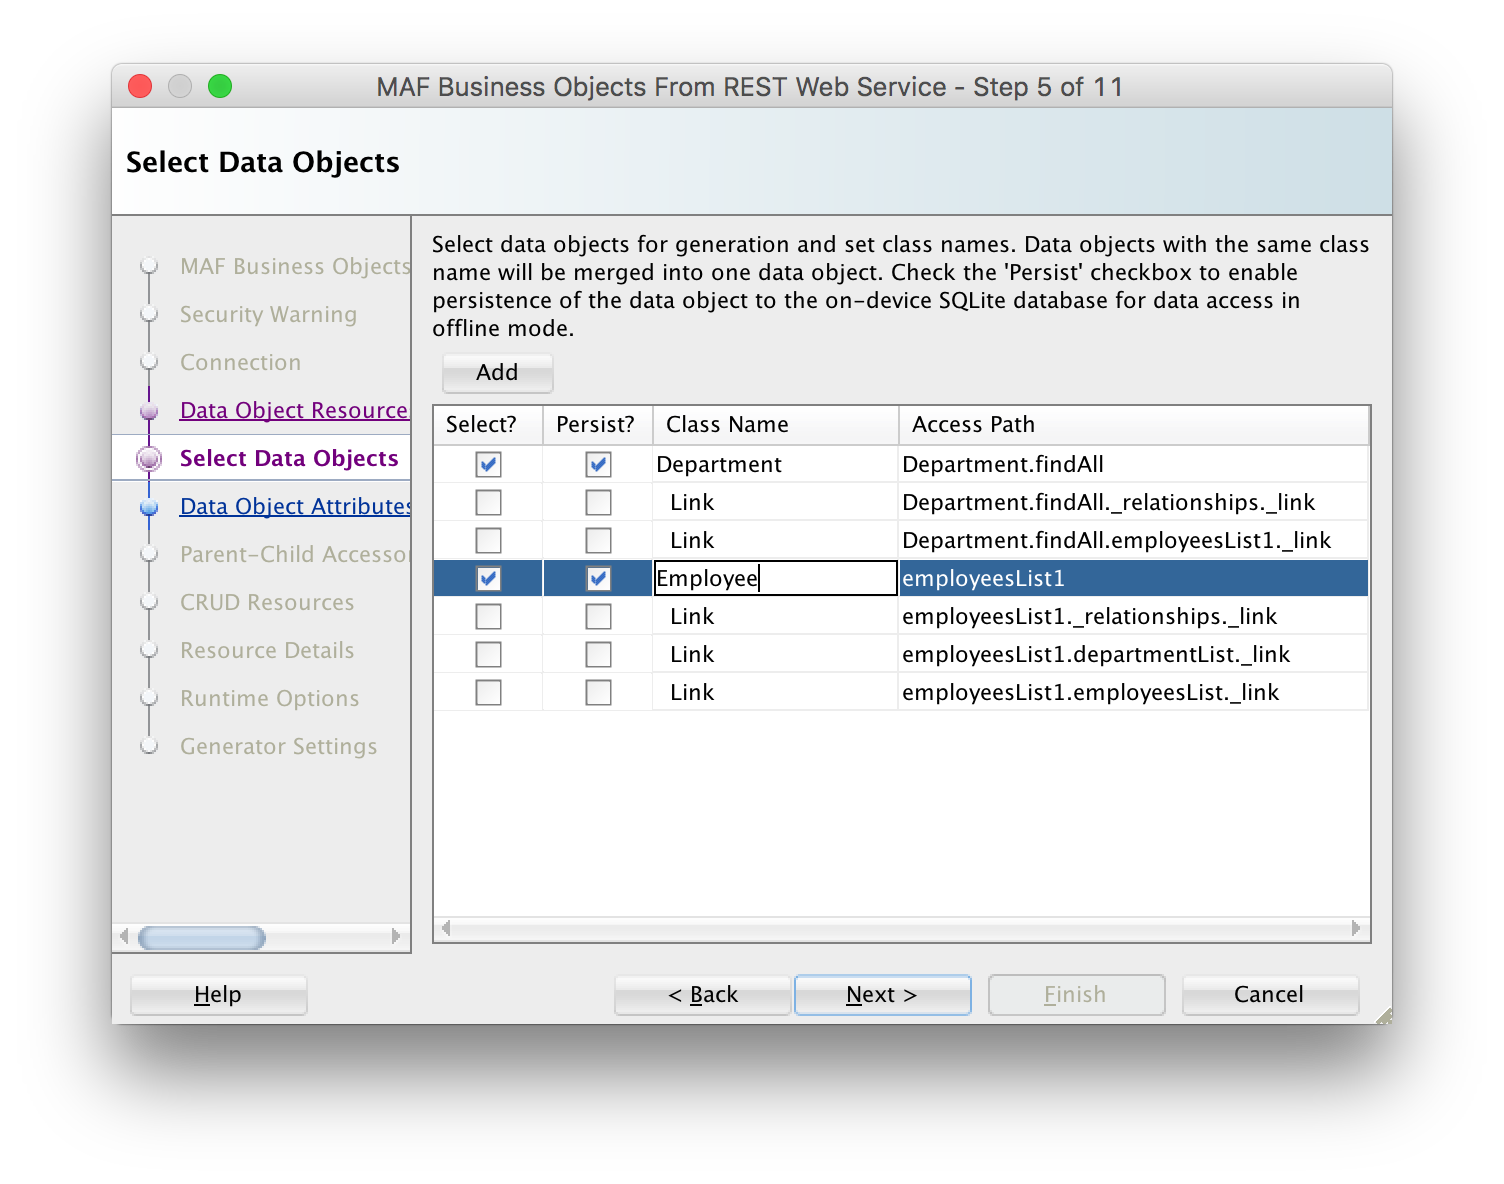 MAF Business Objects From REST Web Service - Step 5 of 11
Select Data Objects
MAF Business Objects
Security Warning
Connection
Data Object Resource
Select Data Objects
Data Object Attributes
Parent-Child Accesso
CRUD Resources
Resource Details
Runtime Options
Generator Settings
Select data objects for generation and set class names. Data objects with the same class
name will be merged into one data object. Check the 'Persist' checkbox to enable
persistence of the data object to the on-device SQLite database for data access in
offline mode.
Add
Select? Persist? Class Name Access Path
Department Department.findAll
Link Department.findAll._relationships._link
Link Department.findAll.employeesList1._link
Employee employeesList1
Link employeesList1._relationships._link
Link employeesList1.departmentList._link
Link employeesList1.employeesList._link
Help < Back Next > Finish Cancel